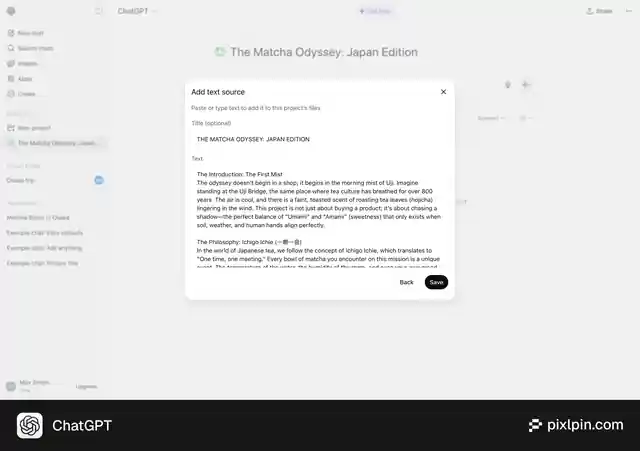 ChatGPT
Share
New chat
Search chats
Images
Apps
The Matcha Odyssey: Japan Edition
Add text source
Paste or type text to add it to this project's files
Title (optional)
THE MATCHA ODYSSEY: JAPAN EDITION
Text
The Introduction: The First Mist
The odyssey doesn't begin in a shop; it begins in the morning mist of Uji. Imagine
standing at the Uji Bridge, the same place where tea culture has breathed for over 800
years. The air is cool, and there is a faint, toasted scent of roasting tea leaves (hojicha)
lingering in the wind. This project is not just about buying a product; it's about chasing a
shadow—the perfect balance of "Umami" and "Amami" (sweetness) that only exists when
soil, weather, and human hands align perfectly.
The Philosophy: Ichigo Ichie (一期一会)
In the world of Japanese tea, we follow the concept of Ichigo Ichie, which translates to
"One time, one meeting." Every bowl of matcha you encounter on this mission is a unique
Back
Save
New project
The Matcha Odyssey: Japan
Upgrade
ChatGPT
pixlpin.com